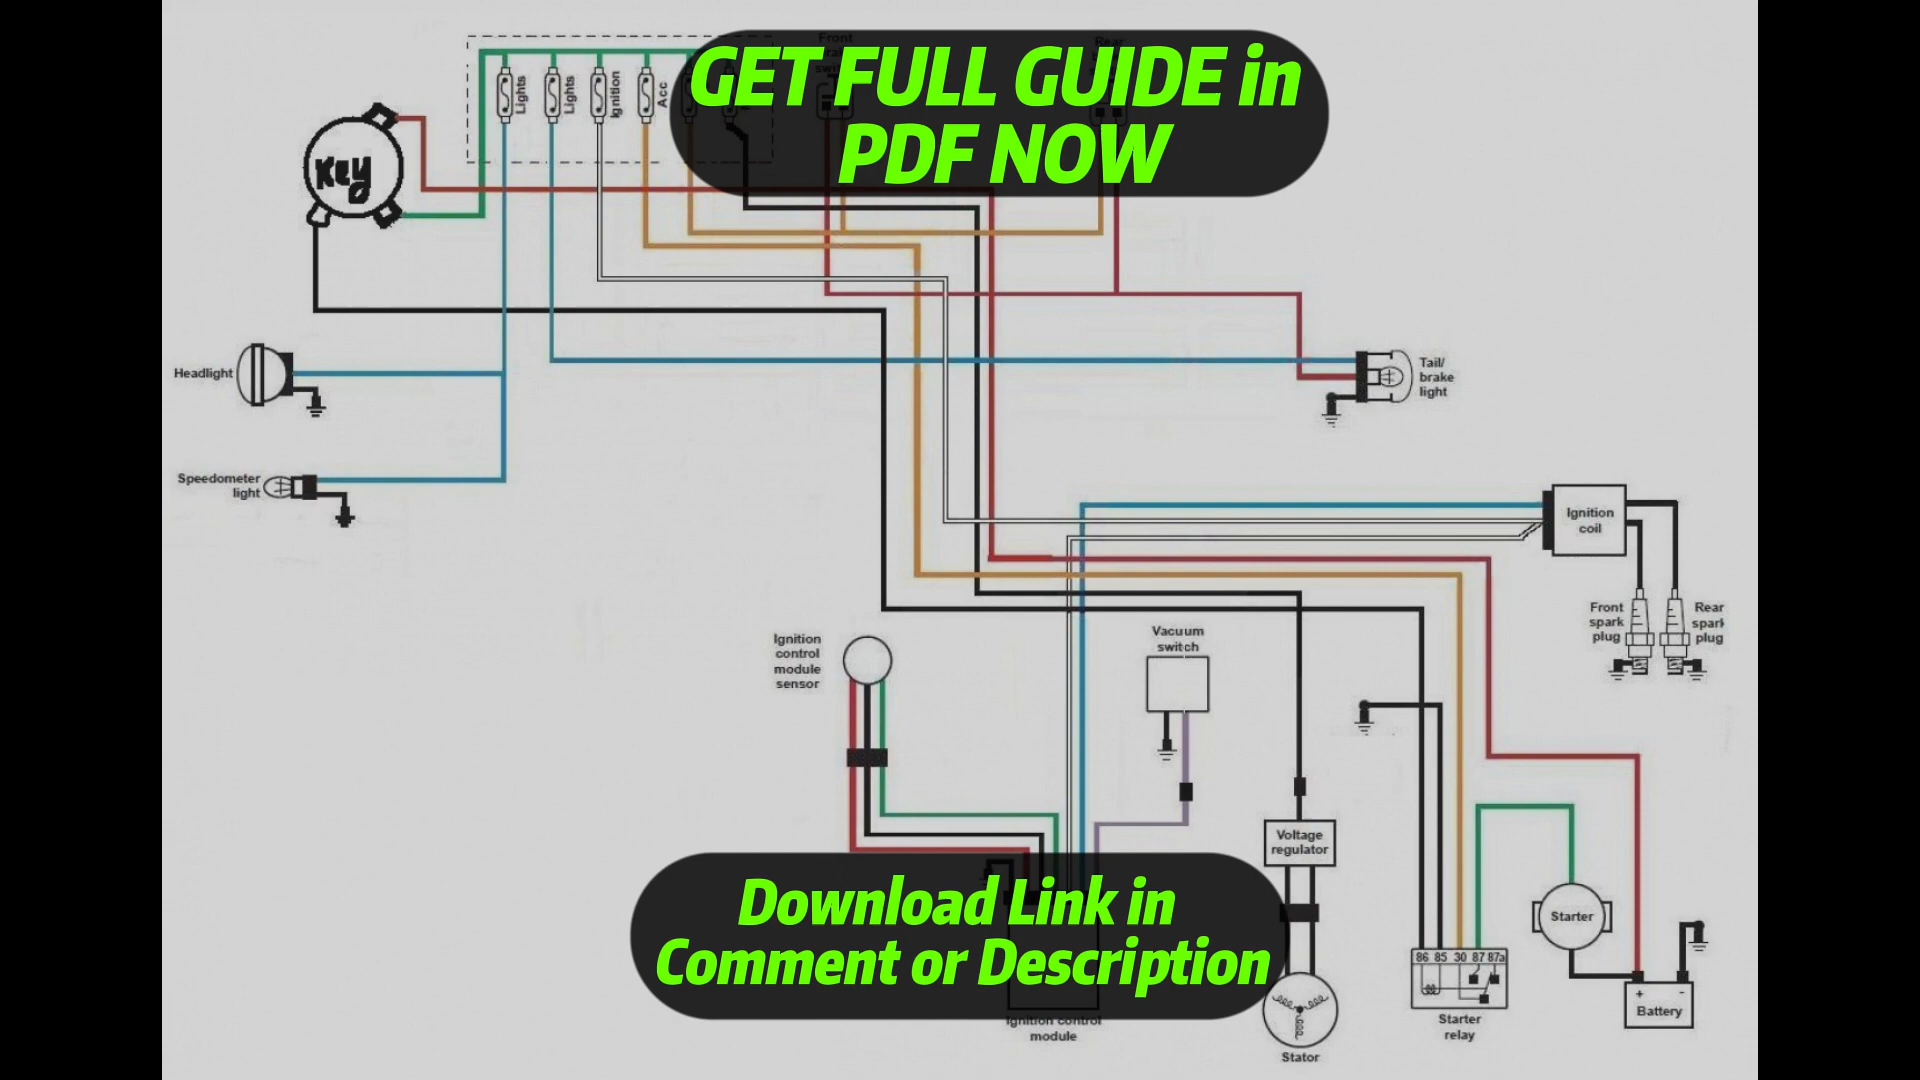 GET FULL GUIDE in
PDF NOW
Front
Rear
Lights
Lights
Ignition
Acc
Key
Headlight
Tail/
brake
light
Speedometer
light
Ignition
coil
Front
spark
plug
Rear
spark
plug
Ignition
control
module
sensor
Vacuum
switch
Voltage
regulator
Download Link in
Comment or Description
Starter
86 85 30 87 87a
+ -
Battery
Ignition control
module
Starter
relay
Stator